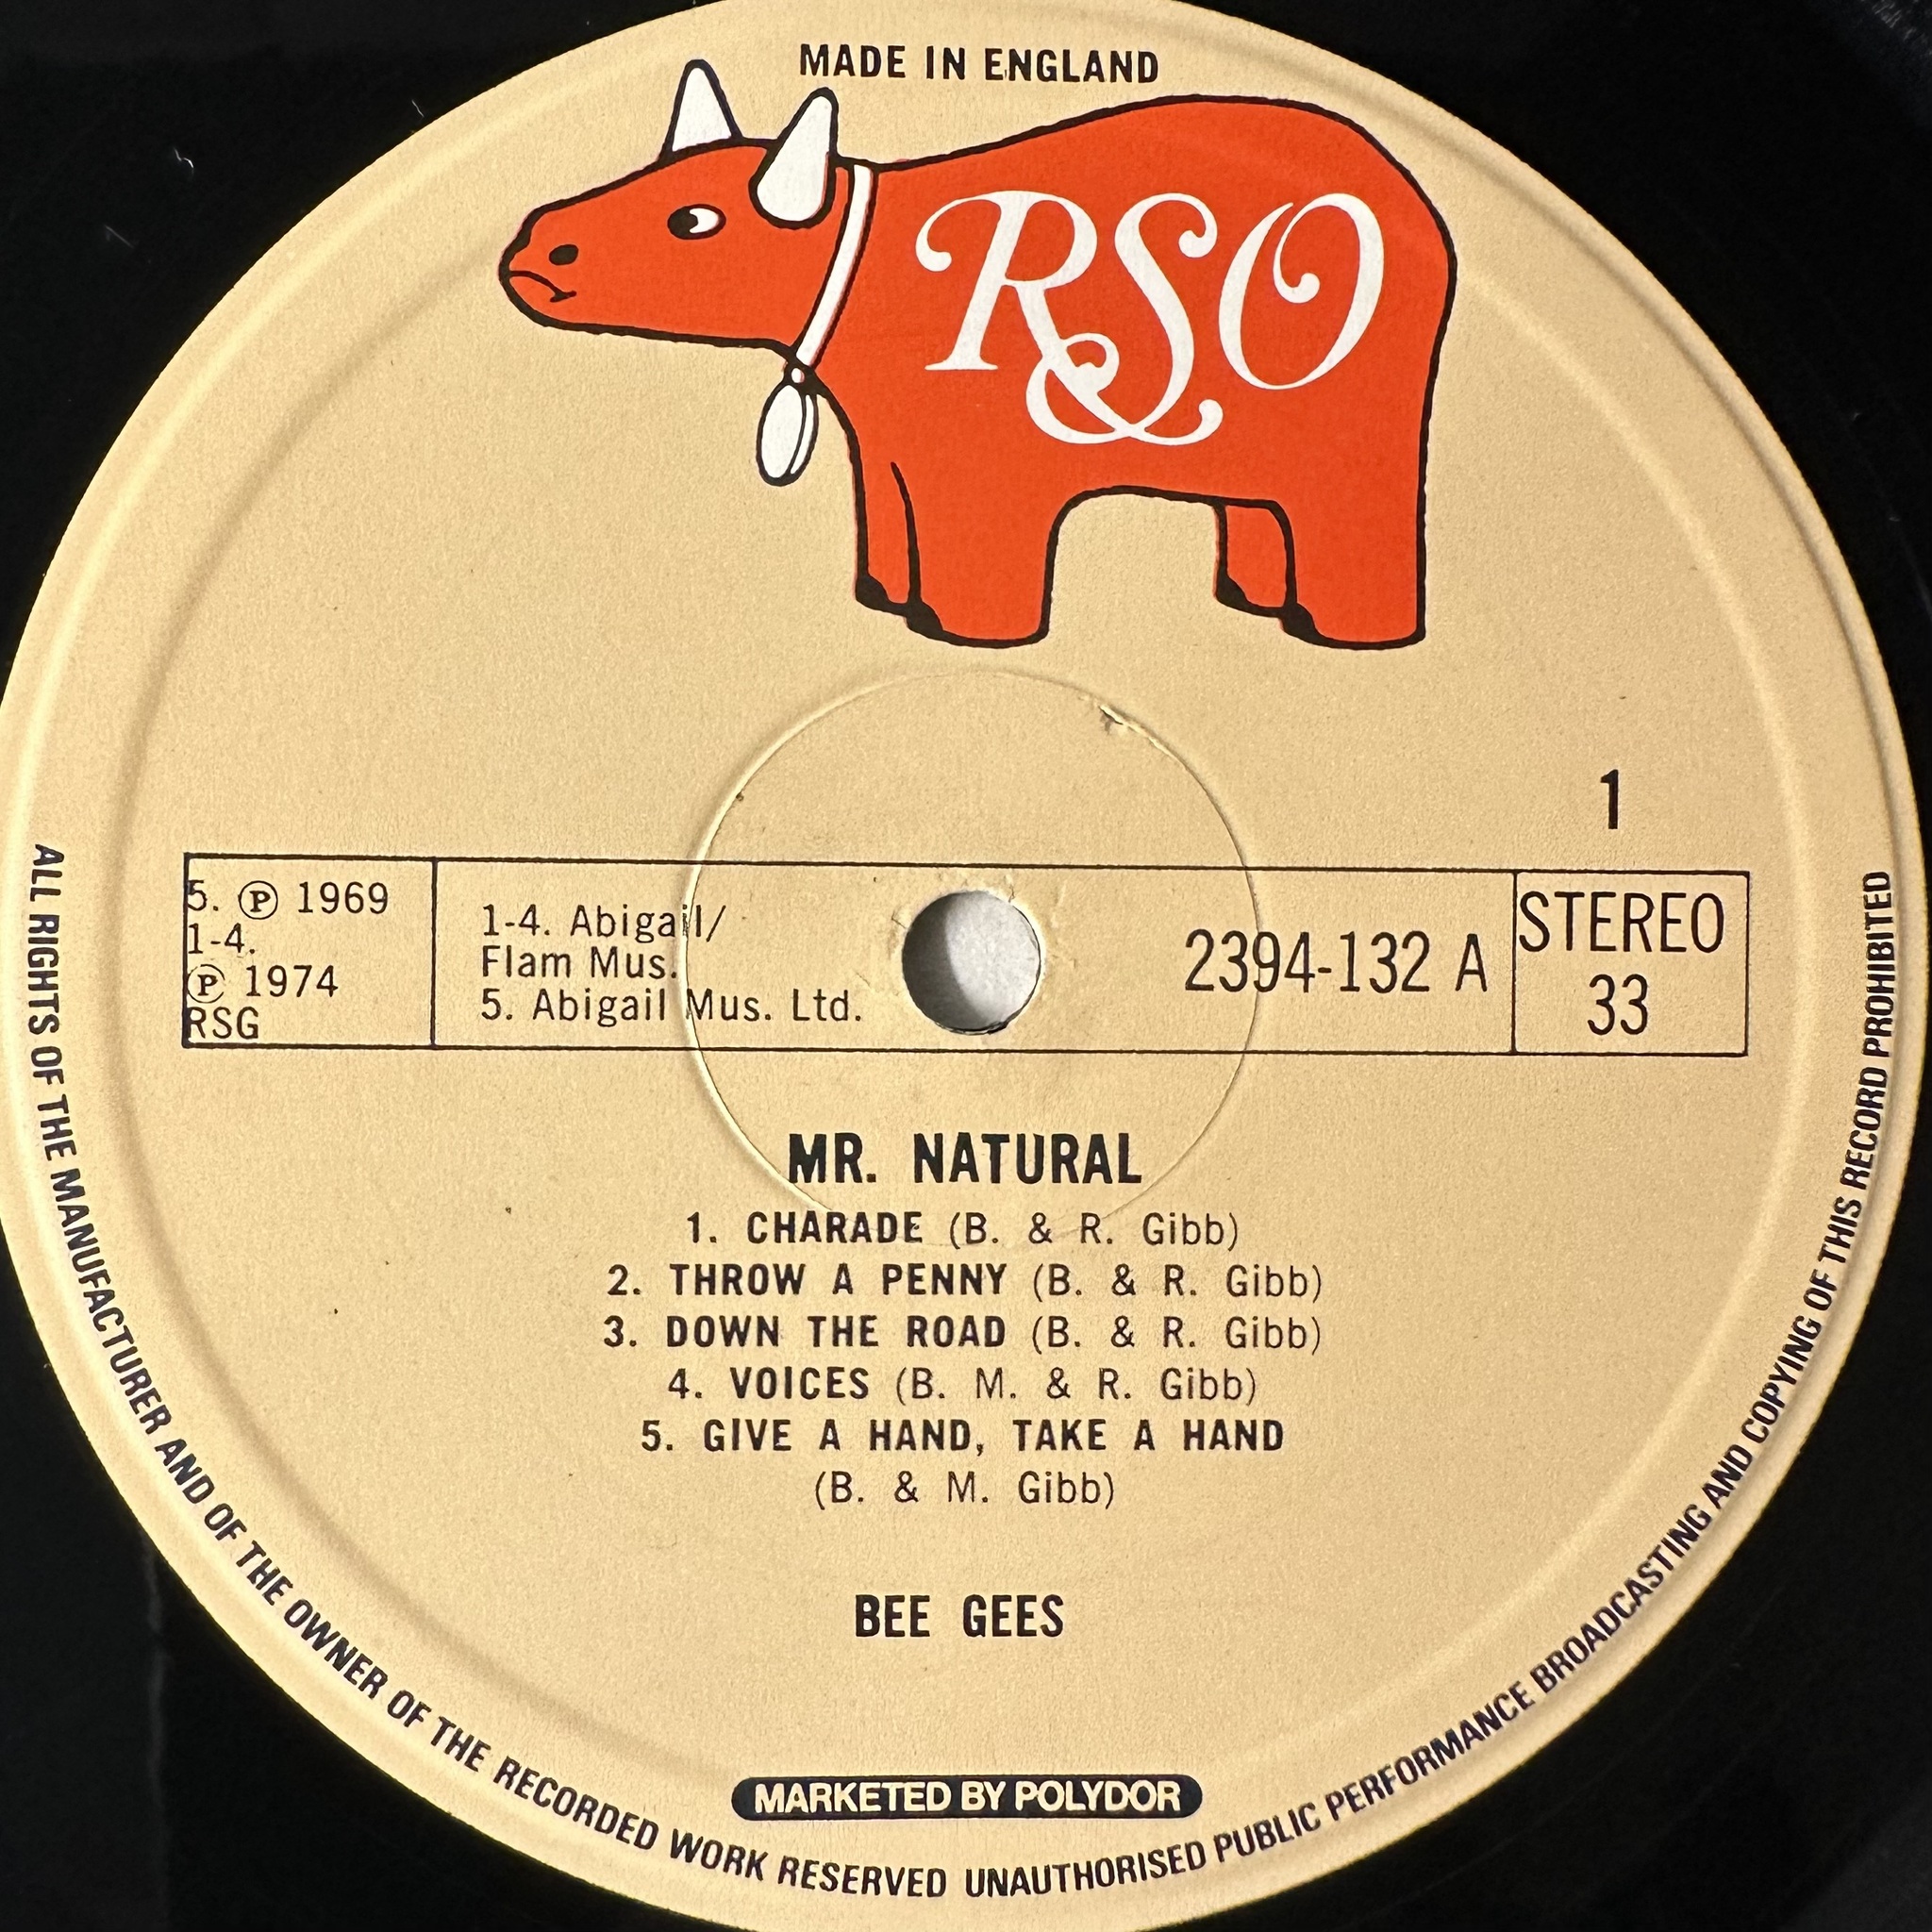 MADE IN ENGLAND
RSO
1
5. ℗ 1969
1-4.
℗ 1974
RSG
1-4. Abigail/
Flam Mus.
5. Abigail Mus. Ltd.
2394-132 A
STEREO
33
MR. NATURAL
1. CHARADE (B. & R. Gibb)
2. THROW A PENNY (B. & R. Gibb)
3. DOWN THE ROAD (B. & R. Gibb)
4. VOICES (B. M. & R. Gibb)
5. GIVE A HAND, TAKE A HAND
(B. & M. Gibb)
BEE GEES
MARKETED BY POLYDOR
ALL RIGHTS OF THE MANUFACTURER AND OF THE OWNER OF THE RECORDED WORK RESERVED UNAUTHORISED PUBLIC PERFORMANCE BROADCASTING AND COPYING OF THIS RECORD PROHIBITED